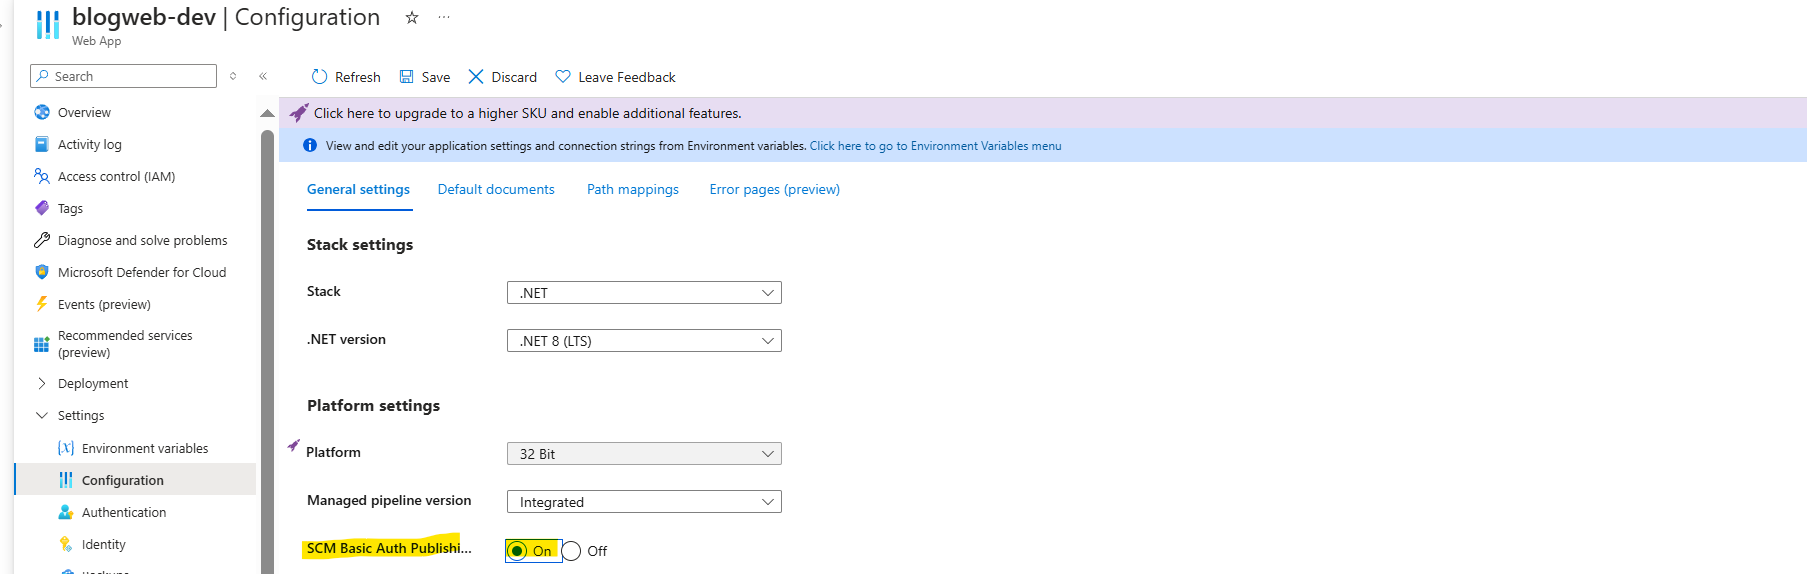 blogweb-dev | Configuration
Web App
Search
Refresh
Save
Discard
Leave Feedback
Overview
Activity log
Access control (IAM)
Tags
Diagnose and solve problems
Microsoft Defender for Cloud
Events (preview)
Recommended services
(preview)
Deployment
Settings
Environment variables
Configuration
Authentication
Identity
Click here to upgrade to a higher SKU and enable additional features.
View and edit your application settings and connection strings from Environment variables. Click here to go to Environment Variables menu
General settings
Default documents
Path mappings
Error pages (preview)
Stack settings
Stack
.NET
.NET version
.NET 8 (LTS)
Platform settings
Platform
32 Bit
Managed pipeline version
Integrated
SCM Basic Auth Publishi...
On
Off